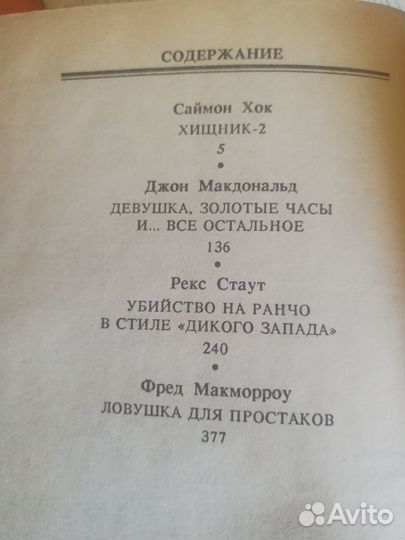 СОДЕРЖАНИЕ
Саймон Хок
ХИЩНИК-2
5
•
Джон Макдональд
ДЕВУШКА, ЗОЛОТЫЕ ЧАСЫ
И... ВСЕ ОСТАЛЬНОЕ
136
•
Рекс Стаут
УБИЙСТВО НА РАНЧО
В СТИЛЕ «ДИКОГО ЗАПАДА»
240
•
Фред Макморроу
ЛОВУШКА ДЛЯ ПРОСТАКОВ
377
Avito